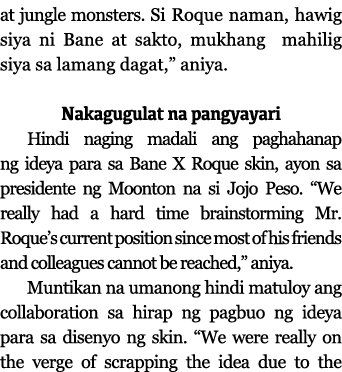 at jungle monsters. Si Roque naman, hawig
siya ni Bane at sakto, mukhang mahilig
siya sa lamang dagat,” aniya.
Nakagugulat na pangyayari
Hindi naging madali ang paghahanap
ng ideya para sa Bane X Roque skin, ayon sa
presidente ng Moonton na si Jojo Peso. “We
really had a hard time brainstorming Mr.
Roque’s current position since most of his friends
and colleagues cannot be reached,” aniya.
Muntikan na umanong hindi matuloy ang
collaboration sa hirap ng pagbuo ng ideya
para sa disenyo ng skin. “We were really on
the verge of scrapping the idea due to the